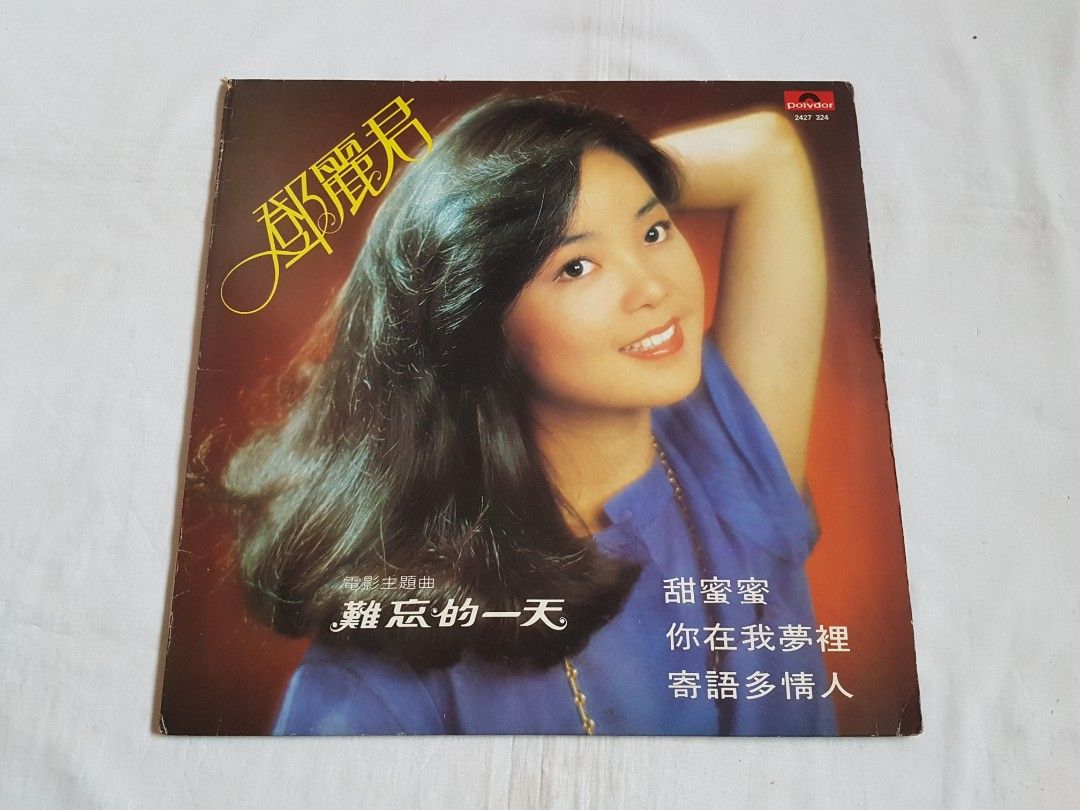 鄧麗君
polydor
2427 324
電影主題曲
難忘的一天
甜蜜蜜
你在我夢裡
寄語多情人